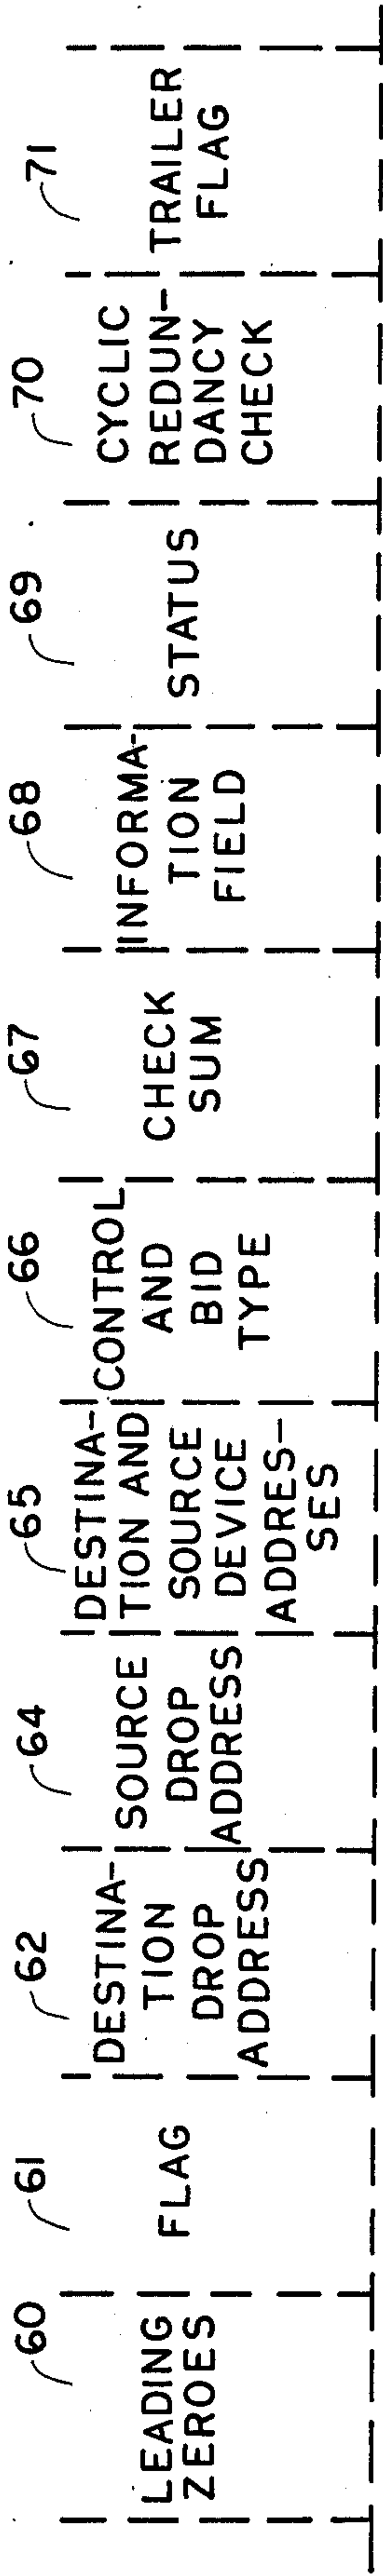 60
LEADING
ZEROES
61
FLAG
62
DESTINA-
TION
DROP
ADDRESS
64
SOURCE
DROP
ADDRESS
65
DESTINA-
TION AND
SOURCE
DEVICE
ADDRES-
SES
66
CONTROL
AND
BID
TYPE
67
CHECK
SUM
68
INFORMA-
TION
FIELD
69
STATUS
70
CYCLIC
REDUN-
DANCY
CHECK
71
TRAILER
FLAG